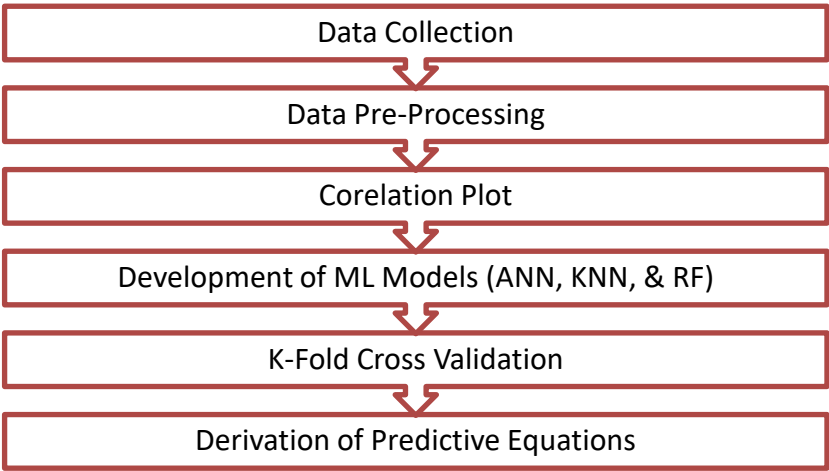 Data Collection
Data Pre-Processing
Corelation Plot
Development of ML Models (ANN, KNN, & RF)
K-Fold Cross Validation
Derivation of Predictive Equations